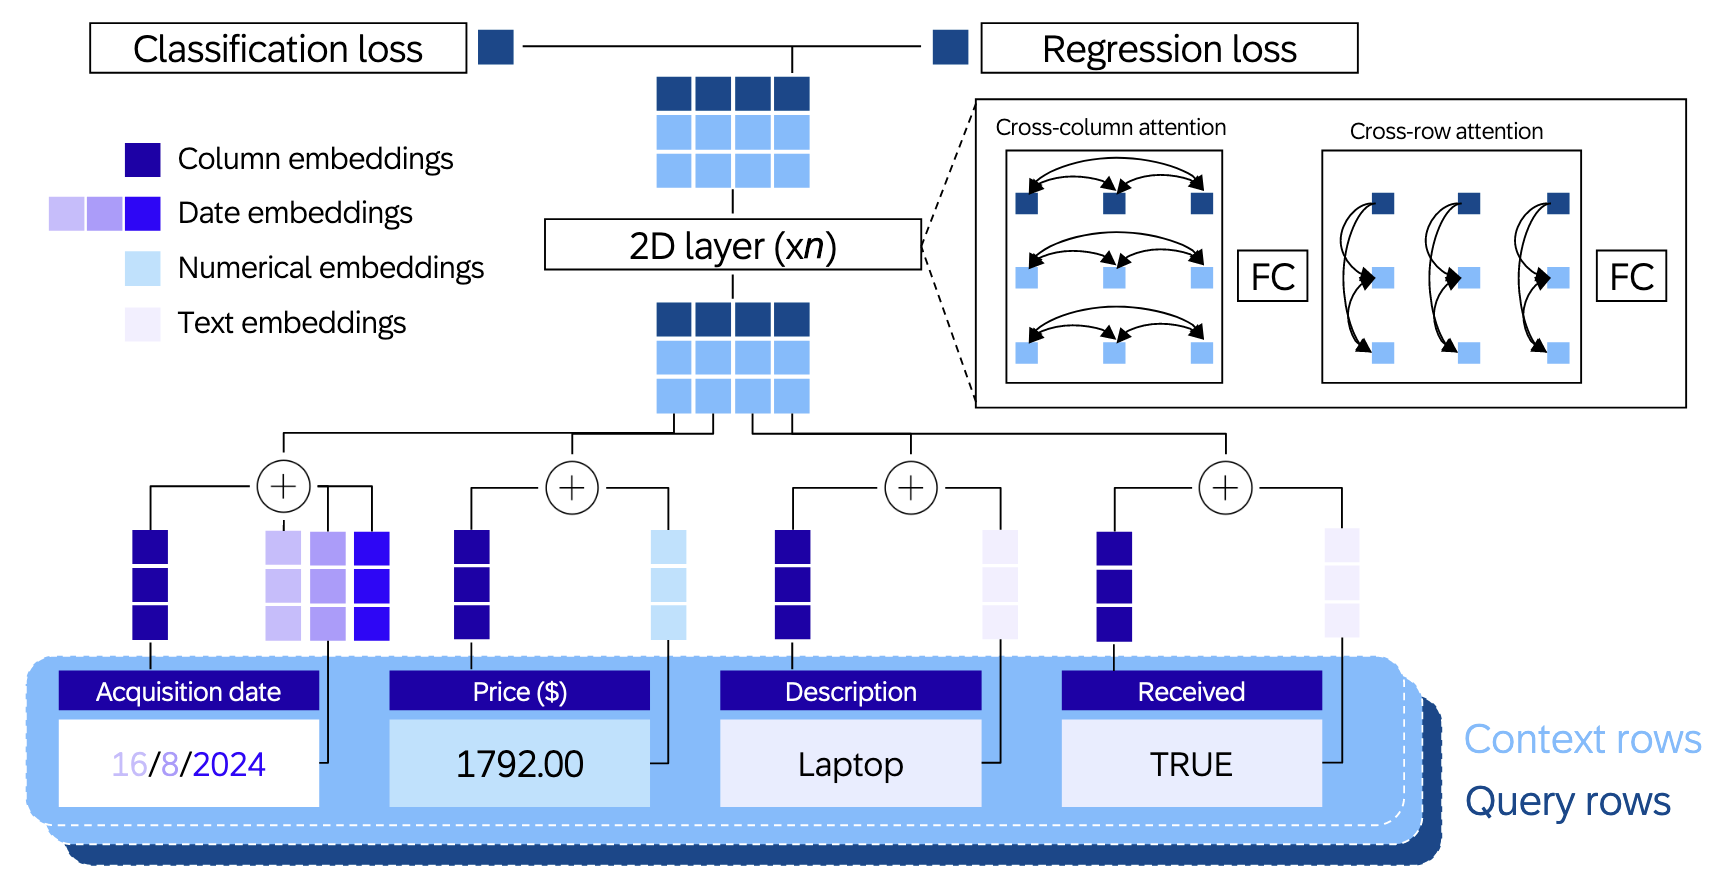 Classification loss
Regression loss
Column embeddings
Date embeddings
Numerical embeddings
Text embeddings
2D layer (xn)
Cross-column attention
Cross-row attention
FC
FC
Acquisition date
Price ($)
Description
Received
16/8/2024
1792.00
Laptop
TRUE
Context rows
Query rows